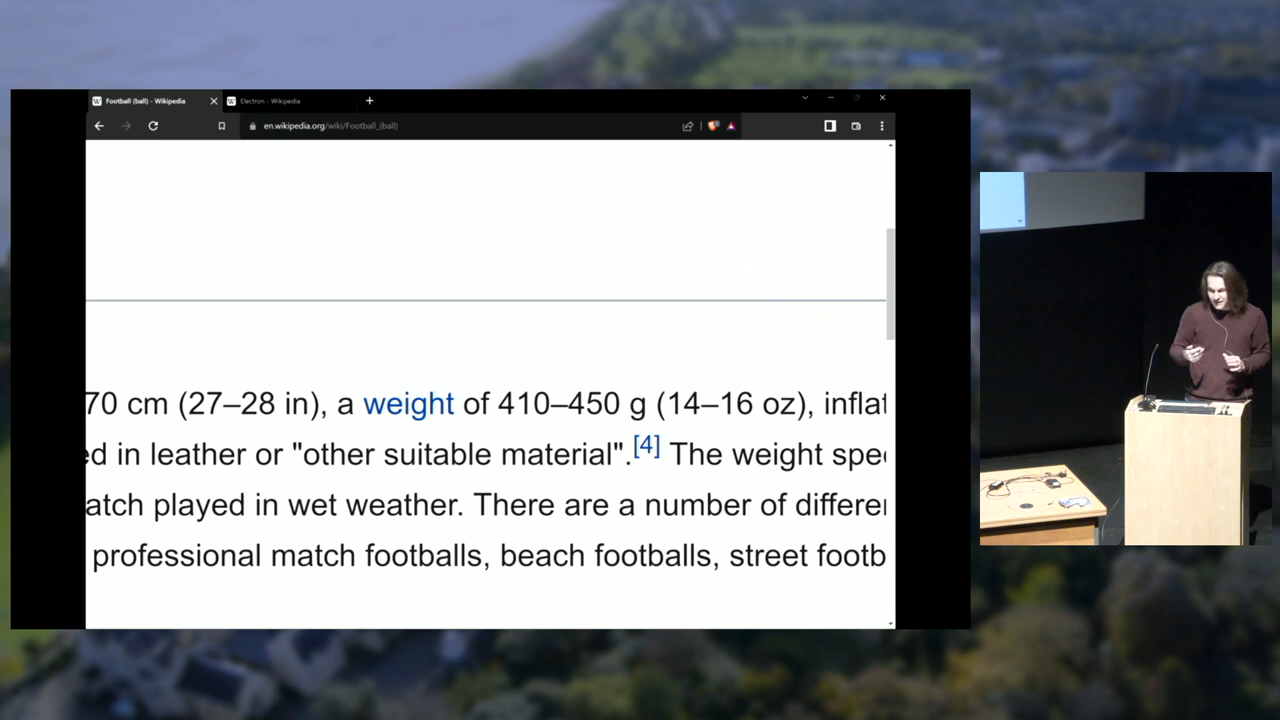 Football (ball) - Wikipedia
Electron - Wikipedia
en.wikipedia.org/wiki/Football_(ball)
70 cm (27–28 in), a weight of 410–450 g (14–16 oz), inflat
ed in leather or "other suitable material".[4] The weight spe
atch played in wet weather. There are a number of differen
professional match footballs, beach footballs, street footb